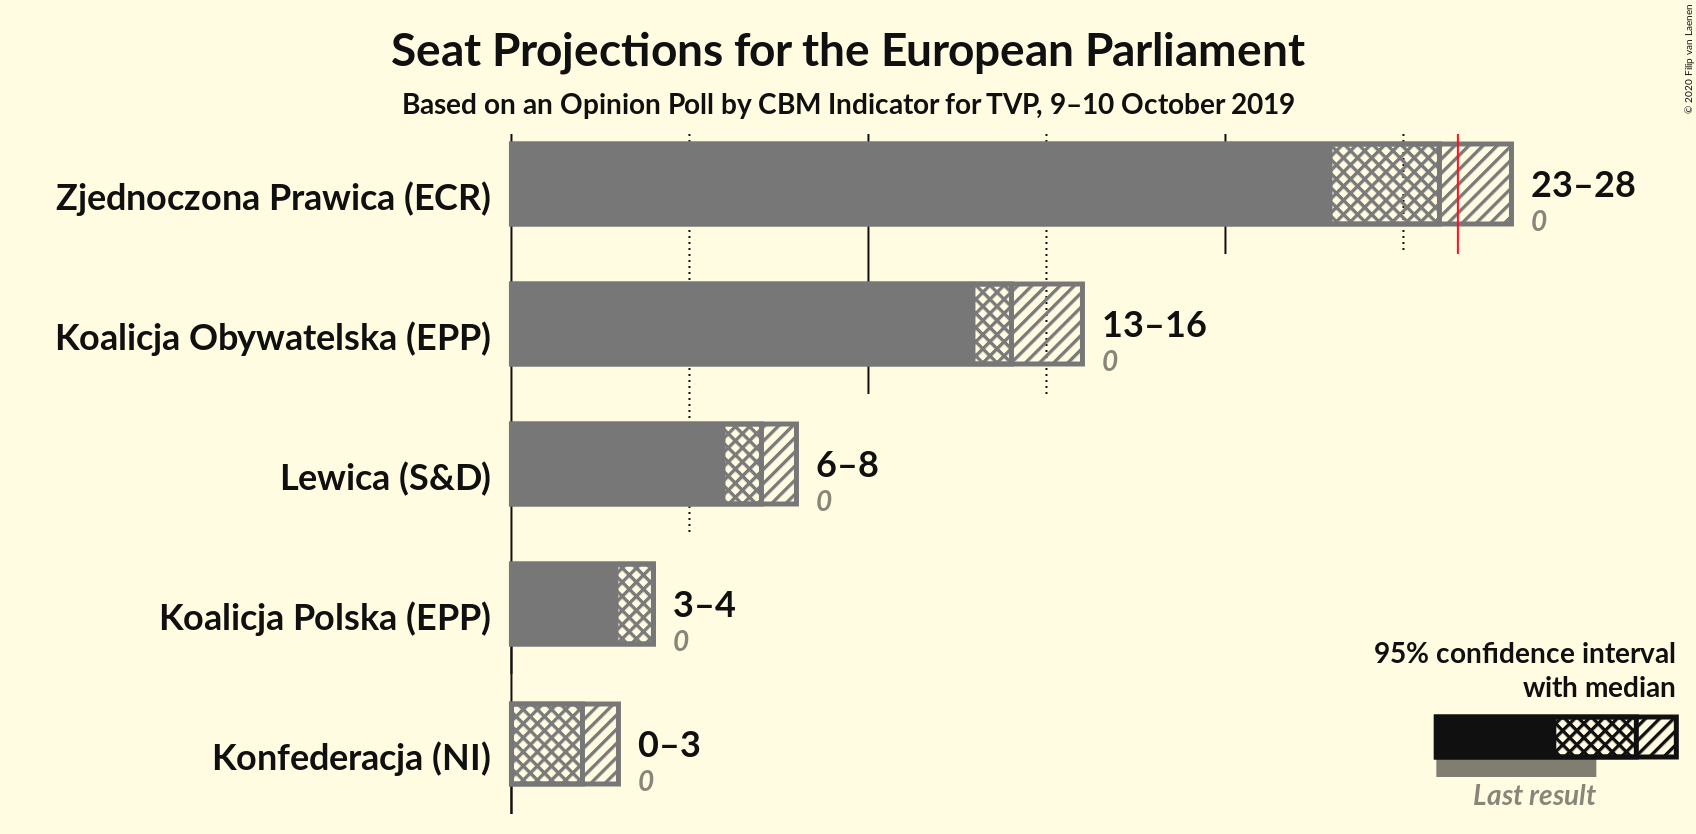 Seat Projections for the European Parliament
Based on an Opinion Poll by CBM Indicator for TVP, 9–10 October 2019
© 2020 Filip van Laenen
Zjednoczona Prawica (ECR)
23–28
0
Koalicja Obywatelska (EPP)
13–16
0
Lewica (S&D)
6–8
0
Koalicja Polska (EPP)
3–4
0
Konfederacja (NI)
0–3
0
95% confidence interval
with median
Last result